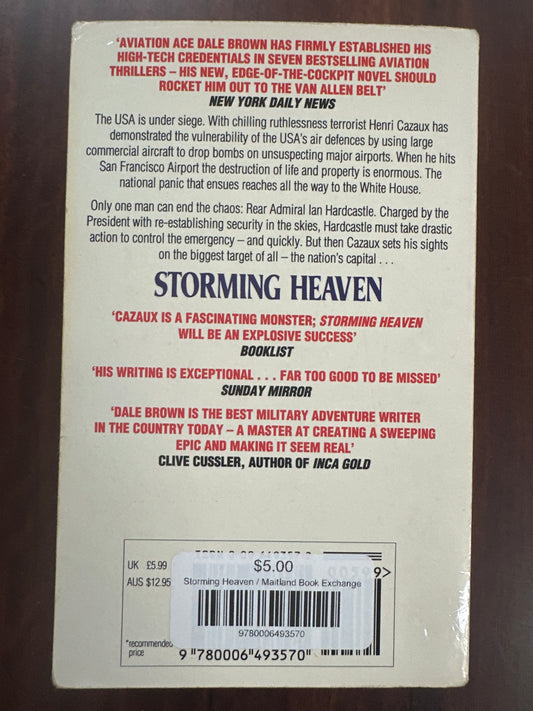 ‘AVIATION ACE DALE BROWN HAS FIRMLY ESTABLISHED HIS
HIGH-TECH CREDENTIALS IN SEVEN BESTSELLING AVIATION
THRILLERS – HIS NEW, EDGE-OF-THE-COCKPIT NOVEL SHOULD
ROCKET HIM OUT TO THE VAN ALLEN BELT’
NEW YORK DAILY NEWS
The USA is under siege. With chilling ruthlessness terrorist Henri Cazaux has
demonstrated the vulnerability of the USA’s air defences by using large
commercial aircraft to drop bombs on unsuspecting major airports. When he hits
San Francisco Airport the destruction of life and property is enormous. The
national panic that ensues reaches all the way to the White House.
Only one man can end the chaos: Rear Admiral Ian Hardcastle. Charged by the
President with re-establishing security in the skies, Hardcastle must take drastic
action to control the emergency – and quickly. But then Cazaux sets his sights
on the biggest target of all – the nation’s capital . . .
STORMING HEAVEN
‘CAZAUX IS A FASCINATING MONSTER; STORMING HEAVEN
WILL BE AN EXPLOSIVE SUCCESS’
BOOKLIST
‘HIS WRITING IS EXCEPTIONAL . . . FAR TOO GOOD TO BE MISSED’
SUNDAY MIRROR
‘DALE BROWN IS THE BEST MILITARY ADVENTURE WRITER
IN THE COUNTRY TODAY – A MASTER AT CREATING A SWEEPING
EPIC AND MAKING IT SEEM REAL’
CLIVE CUSSLER, AUTHOR OF INCA GOLD
UK £5.99
AUS $12.95
*recommended
price
$5.00
Storming Heaven / Maitland Book Exchange
9780006493570
9 780006 493570